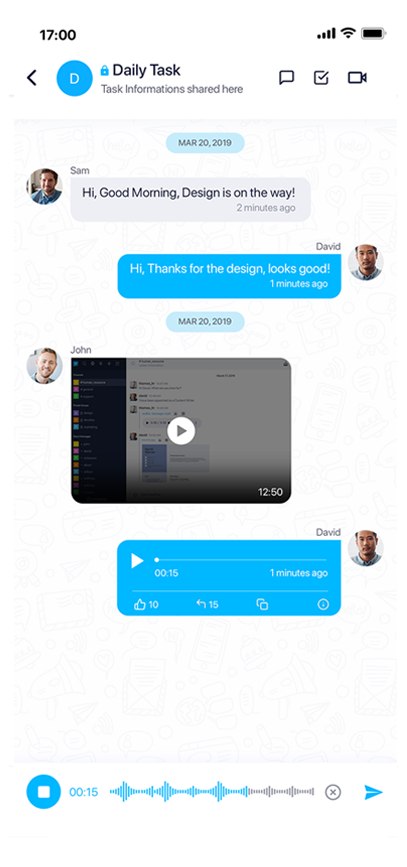 17:00
D
Daily Task
Task Informations shared here
MAR 20, 2019
Sam
Hi, Good Morning, Design is on the way!
2 minutes ago
David
Hi, Thanks for the design, looks good!
1 minutes ago
MAR 20, 2019
John
12:50
David
00:15
1 minutes ago
10
15
00:15